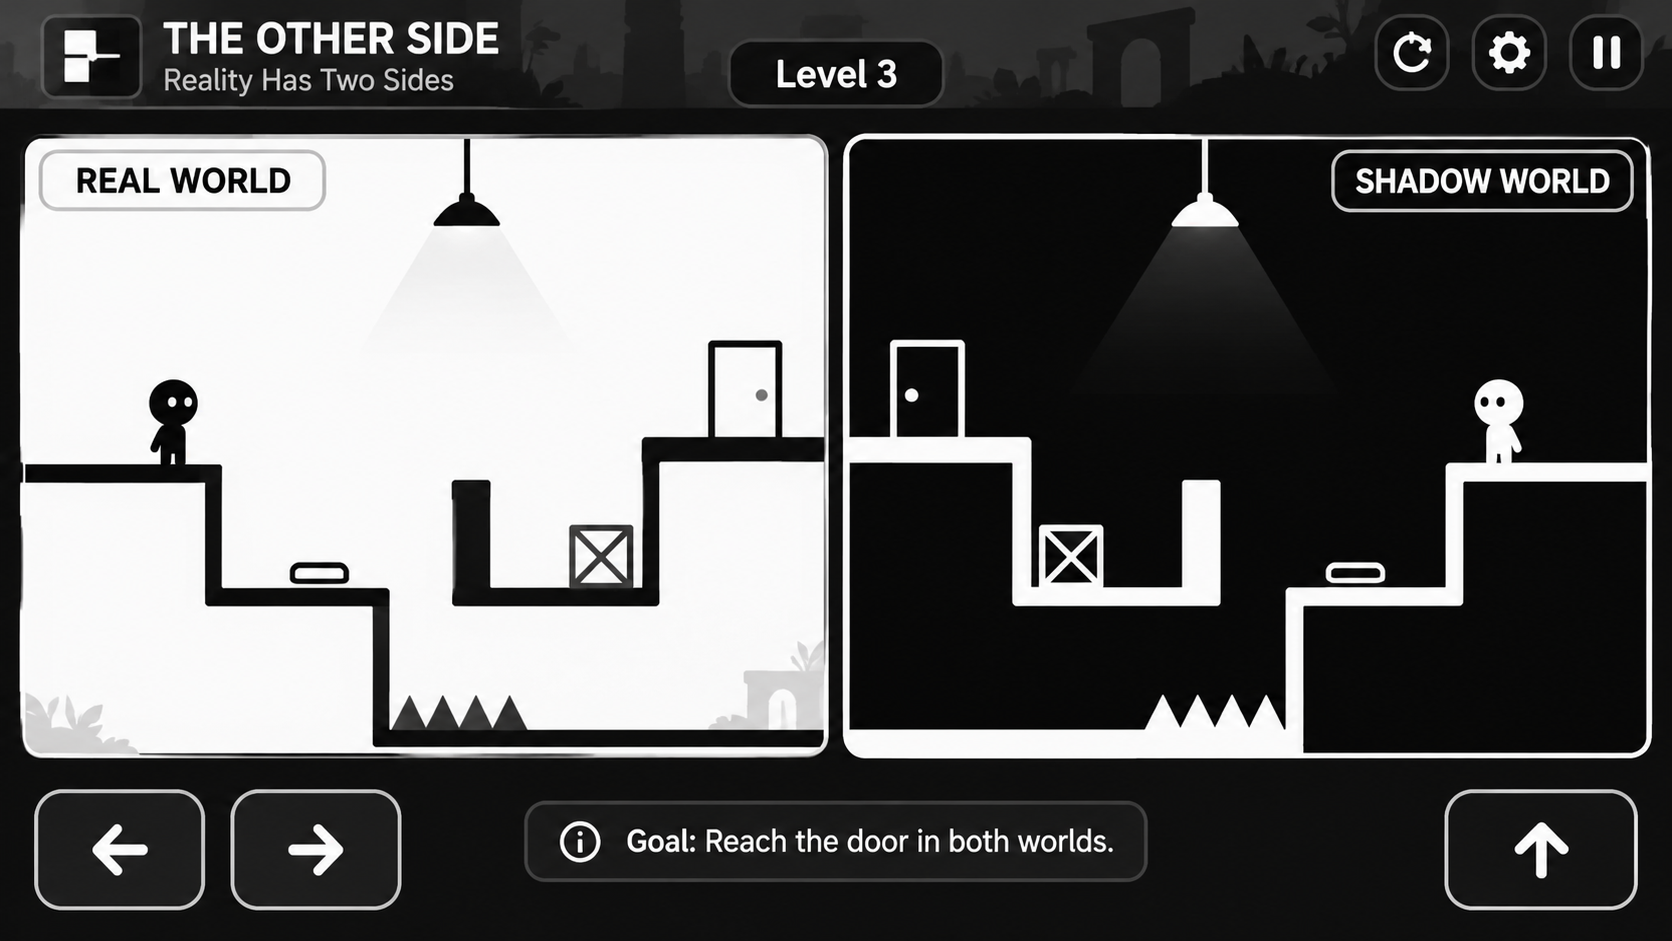 THE OTHER SIDE
Reality Has Two Sides
Level 3
REAL WORLD
SHADOW WORLD
Goal: Reach the door in both worlds.